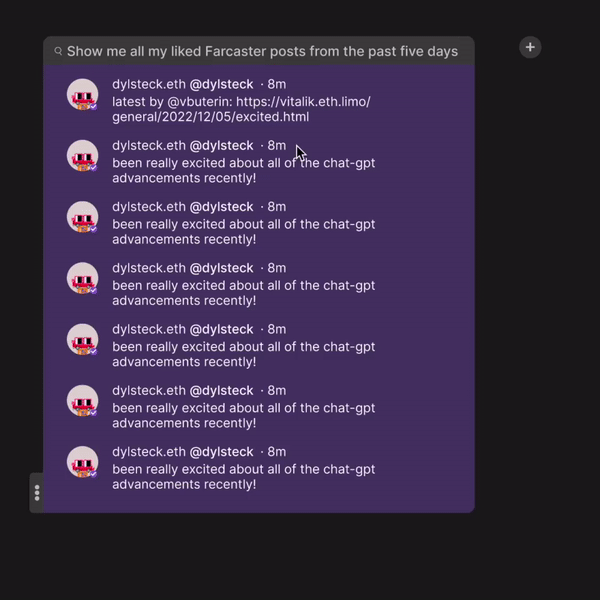 Show me all my liked Farcaster posts from the past five days
dylsteck.eth @dylsteck · 8m
latest by @vbuterin: https://vitalik.eth.limo/
general/2022/12/05/excited.html
dylsteck.eth @dylsteck · 8m
been really excited about all of the chat-gpt
advancements recently!
dylsteck.eth @dylsteck · 8m
been really excited about all of the chat-gpt
advancements recently!
dylsteck.eth @dylsteck · 8m
been really excited about all of the chat-gpt
advancements recently!
dylsteck.eth @dylsteck · 8m
been really excited about all of the chat-gpt
advancements recently!
dylsteck.eth @dylsteck · 8m
been really excited about all of the chat-gpt
advancements recently!
dylsteck.eth @dylsteck · 8m
been really excited about all of the chat-gpt
advancements recently!